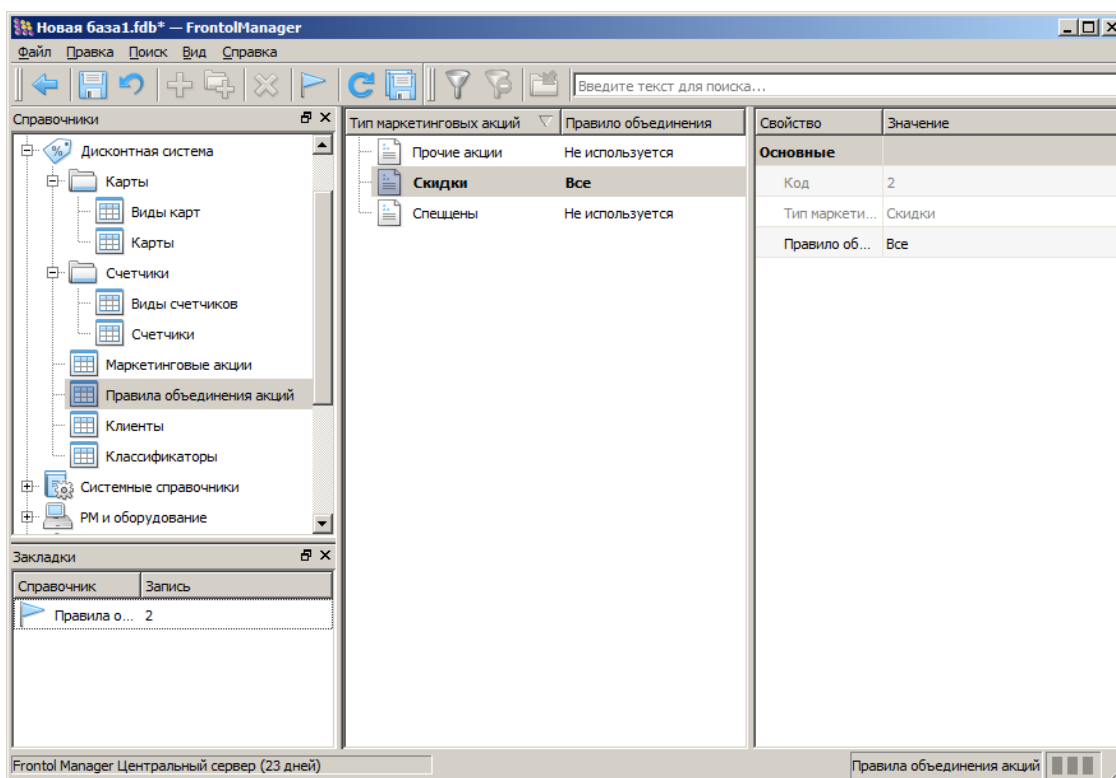 Новая база1.fdb* — FrontolManager
Файл Правка Поиск Вид Справка
Введите текст для поиска...
Справочники
Дисконтная система
Карты
Виды карт
Карты
Счетчики
Виды счетчиков
Счетчики
Маркетинговые акции
Правила объединения акций
Клиенты
Классификаторы
Системные справочники
РМ и оборудование
Закладки
Справочник Запись
Правила о... 2
Тип маркетинговых акций Правило объединения
Прочие акции Не используется
Скидки Все
Спеццены Не используется
Свойство Значение
Основные
Код 2
Тип маркети... Скидки
Правило об... Все
Frontol Manager Центральный сервер (23 дней) Правила объединения акций